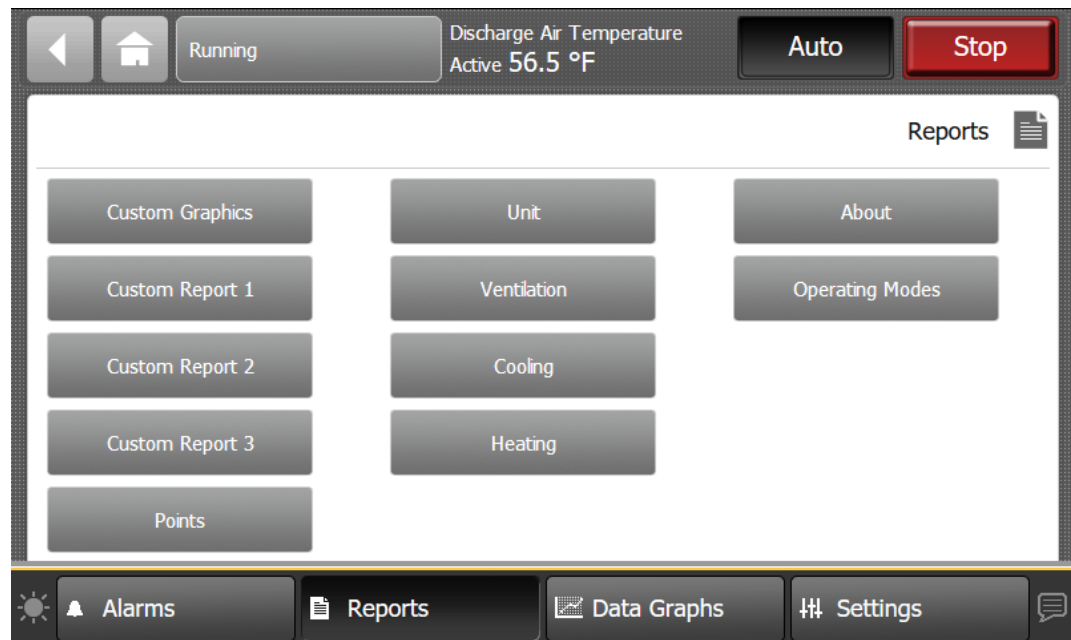 Running
Discharge Air Temperature
Active 56.5 °F
Auto
Stop
Reports
Custom Graphics
Unit
About
Custom Report 1
Ventilation
Operating Modes
Custom Report 2
Cooling
Custom Report 3
Heating
Points
Alarms
Reports
Data Graphs
Settings